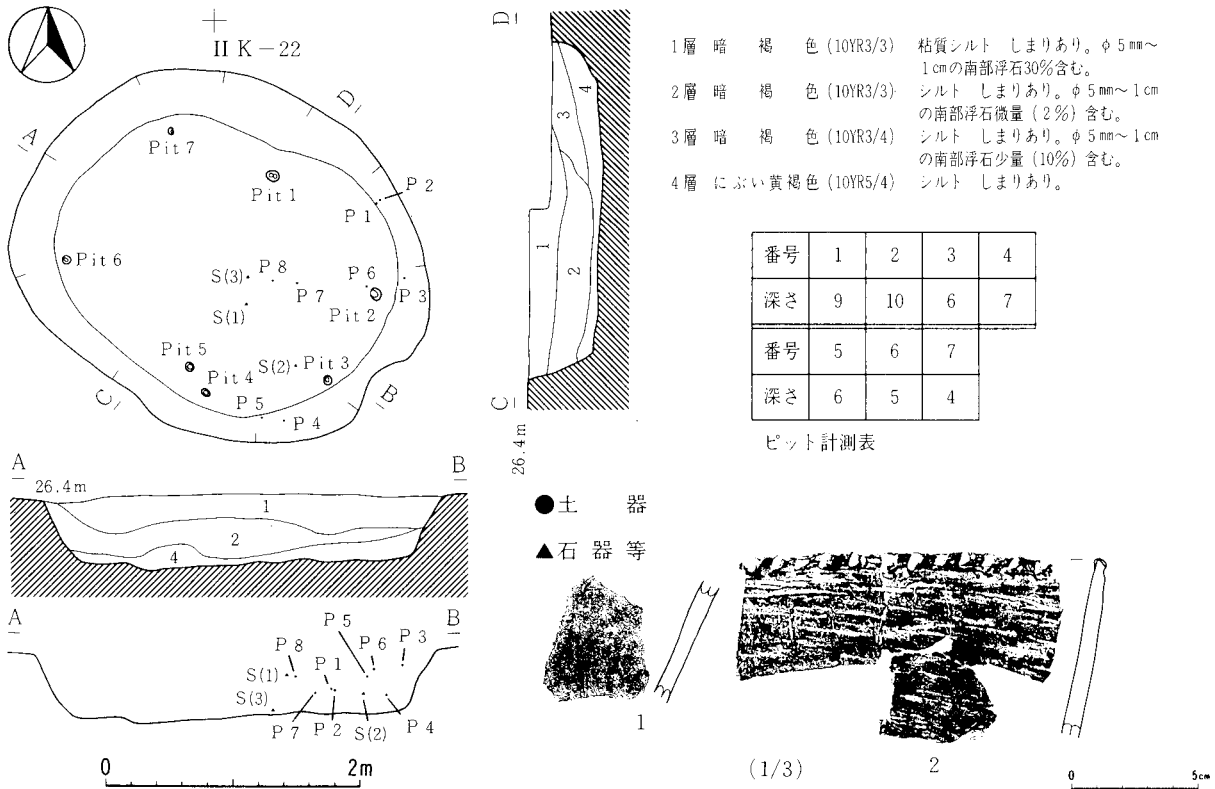 II K－22
A
D
Pit 7
Pit 1
P 2
P 1
Pit 6
S(3)
P 8
P 6
P 7
P 3
S(1)
Pit 2
Pit 5
S(2)
Pit 3
Pit 4
C
B
P 5
P 4
D
4
3
1
2
C
26.4m
1層 暗 褐 色 (10YR3/3) 粘質シルト しまりあり。φ 5 ㎜～
1㎝の南部浮石30％含む。
2層 暗 褐 色 (10YR3/3) シルト しまりあり。φ 5㎜～ 1㎝
の南部浮石微量 (2％) 含む。
3層 暗 褐 色 (10YR3/4) シルト しまりあり。φ 5㎜～ 1㎝
の南部浮石少量 (10％) 含む。
4層 にぶい黄褐色 (10YR5/4) シルト しまりあり。
番号 1 2 3 4
深さ 9 10 6 7
番号 5 6 7
深さ 6 5 4
ピット計測表
A
B
26.4m
1
2
4
A
B
P 5
P 3
P 8
P 6
P 1
S(1)
S(3)
P 7
P 2
S(2)
P 4
0
2m
●土 器
▲石 器 等
1
(1/3)
2
0
5cm